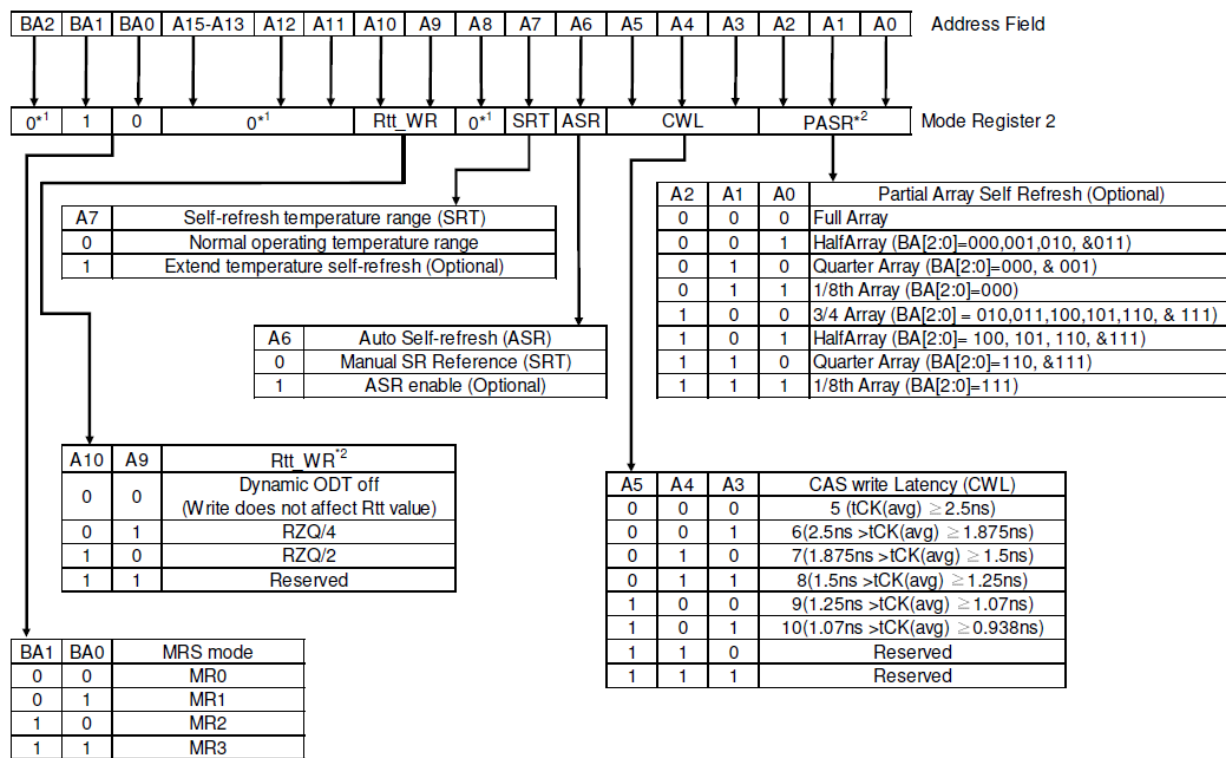 BA2 BA1 BA0 A15-A13 A12 A11 A10 A9 A8 A7 A6 A5 A4 A3 A2 A1 A0 Address Field
0*1 1 0 0*1 Rtt_WR 0*1 SRT ASR CWL PASR*2 Mode Register 2
A7 Self-refresh temperature range (SRT)
0 Normal operating temperature range
1 Extend temperature self-refresh (Optional)
A2 A1 A0 Partial Array Self Refresh (Optional)
0 0 0 Full Array
0 0 1 HalfArray (BA[2:0]=000,001,010, &011)
0 1 0 Quarter Array (BA[2:0]=000, & 001)
0 1 1 1/8th Array (BA[2:0]=000)
1 0 0 3/4 Array (BA[2:0] = 010,011,100,101,110, & 111)
1 0 1 HalfArray (BA[2:0]= 100, 101, 110, &111)
1 1 0 Quarter Array (BA[2:0]=110, &111)
1 1 1 1/8th Array (BA[2:0]=111)
A6 Auto Self-refresh (ASR)
0 Manual SR Reference (SRT)
1 ASR enable (Optional)
A10 A9 Rtt_WR*2
0 0 Dynamic ODT off
(Write does not affect Rtt value)
0 1 RZQ/4
1 0 RZQ/2
1 1 Reserved
A5 A4 A3 CAS write Latency (CWL)
0 0 0 5 (tCK(avg) ≥2.5ns)
0 0 1 6(2.5ns >tCK(avg) ≥1.875ns)
0 1 0 7(1.875ns >tCK(avg) ≥1.5ns)
0 1 1 8(1.5ns >tCK(avg) ≥1.25ns)
1 0 0 9(1.25ns >tCK(avg) ≥1.07ns)
1 0 1 10(1.07ns >tCK(avg) ≥0.938ns)
1 1 0 Reserved
1 1 1 Reserved
BA1 BA0 MRS mode
0 0 MR0
0 1 MR1
1 0 MR2
1 1 MR3